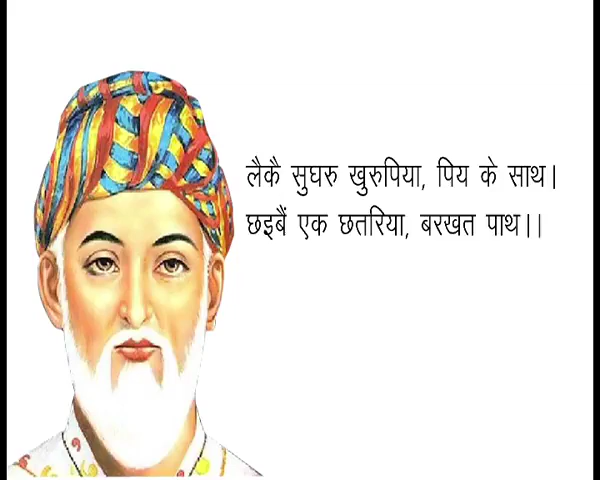 लैकै सुघरु खुरुपिया, पिय के साथ।
छइबैं एक छतरिया, बरखत पाथ।।